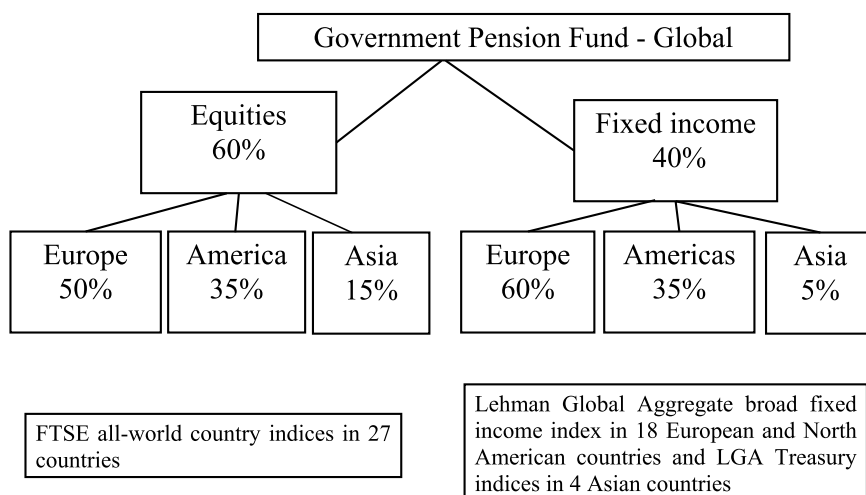 Government Pension Fund - Global
Equities
60%
Fixed income
40%
Europe
50%
America
35%
Asia
15%
Europe
60%
Americas
35%
Asia
5%
FTSE all-world country indices in 27
countries
Lehman Global Aggregate broad fixed
income index in 18 European and North
American countries and LGA Treasury
indices in 4 Asian countries